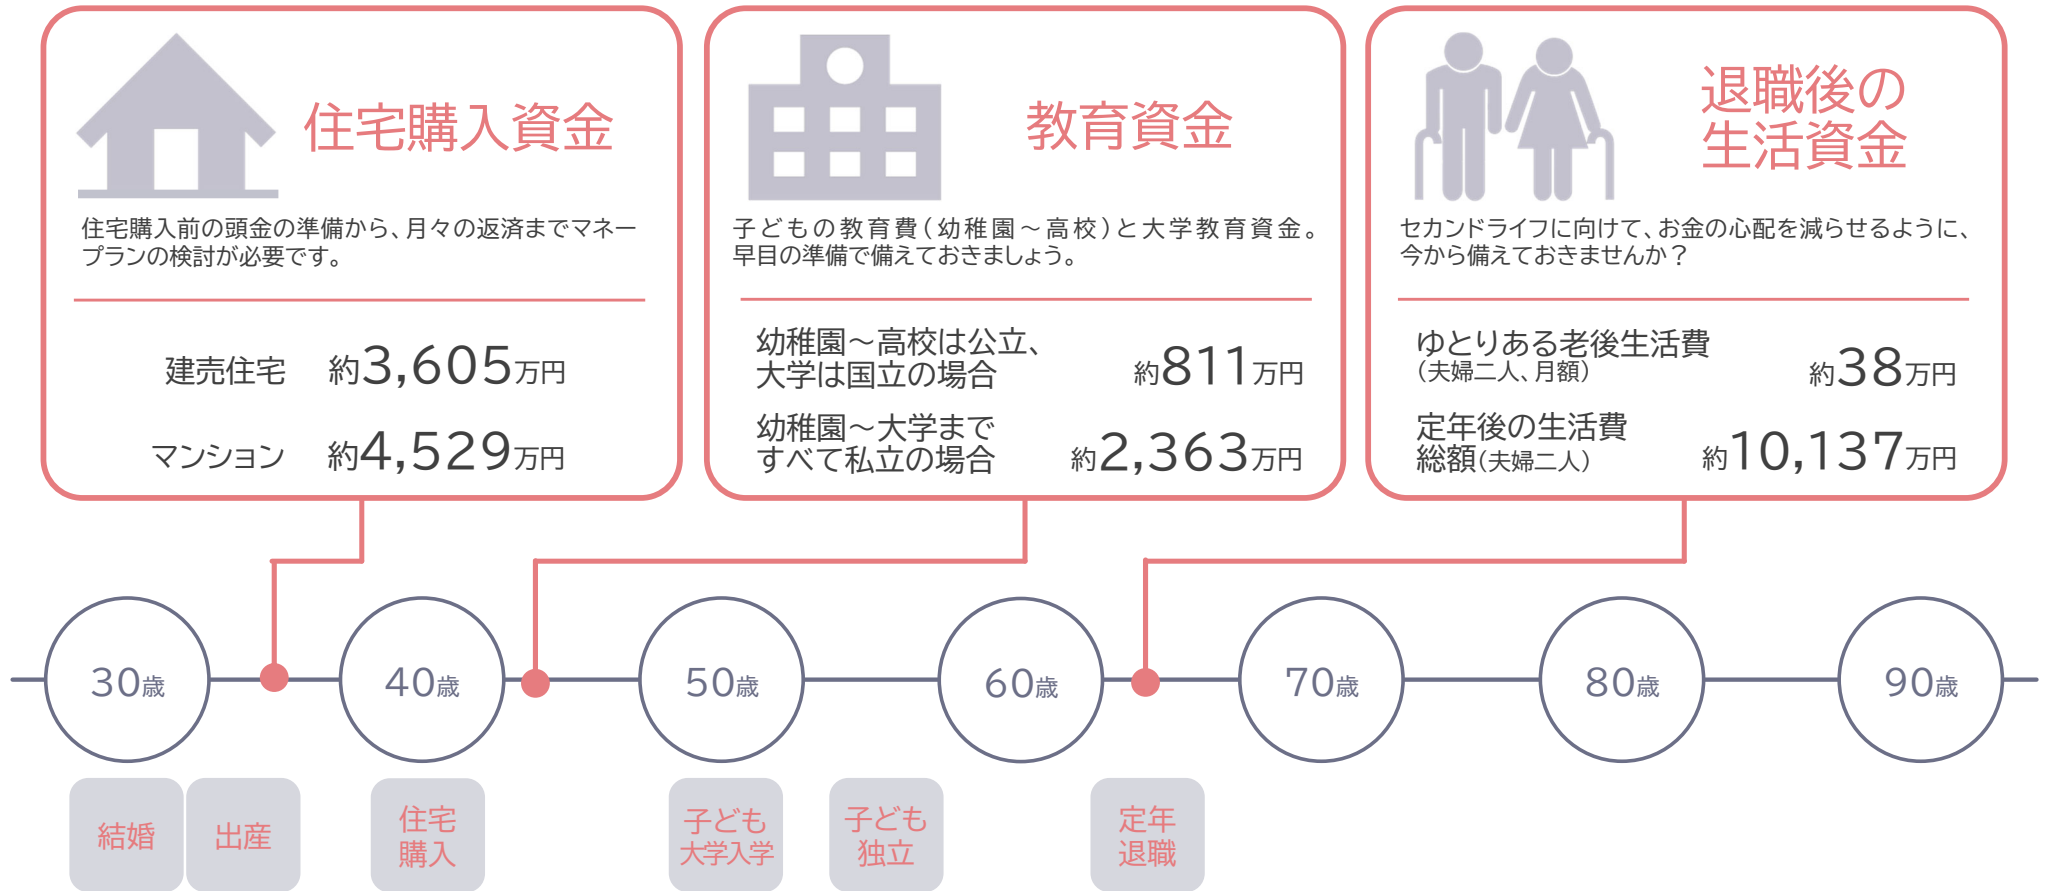 住宅購入資金
住宅購入前の頭金の準備から、月々の返済までマネー
プランの検討が必要です。
建売住宅 約3,605万円
マンション 約4,529万円
教育資金
子どもの教育費(幼稚園～高校)と大学教育資金。
早目の準備で備えておきましょう。
幼稚園～高校は公立、
大学は国立の場合 約811万円
幼稚園～大学まで
すべて私立の場合 約2,363万円
退職後の
生活資金
セカンドライフに向けて、お金の心配を減らせるように、
今から備えておきませんか？
ゆとりある老後生活費
(夫婦二人、月額) 約38万円
定年後の生活費
総額(夫婦二人) 約10,137万円
30歳 40歳 50歳 60歳 70歳 80歳 90歳
結婚
出産
住宅
購入
子ども
大学入学
子ども
独立
定年
退職